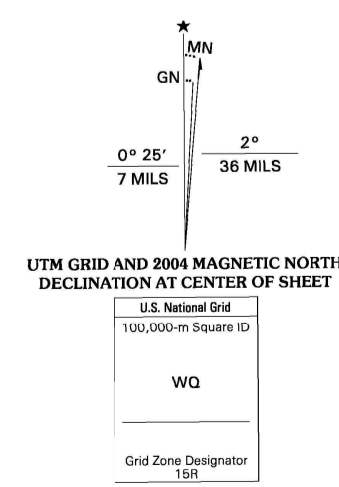 ★
MN
GN
0° 25′
7 MILS
2°
36 MILS
UTM GRID AND 2004 MAGNETIC NORTH
DECLINATION AT CENTER OF SHEET
U.S. National Grid
100,000-m Square ID
WQ
Grid Zone Designator
15R